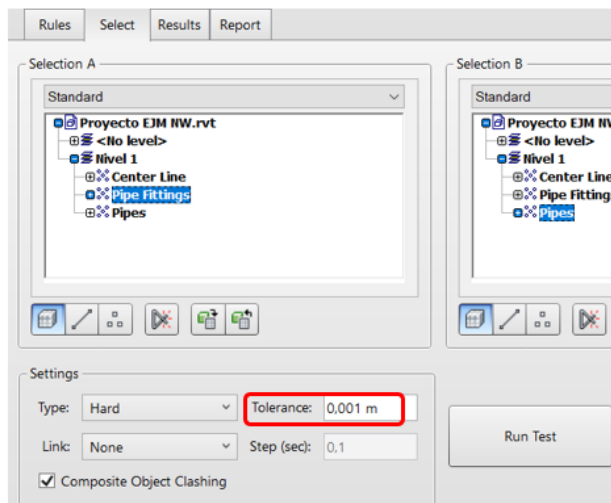 Rules Select Results Report
Selection A
Standard
Proyecto EJM NW.rvt
<No level>
Nivel 1
Center Line
Pipe Fittings
Pipes
Selection B
Standard
Proyecto EJM
<No level>
Nivel 1
Center Line
Pipe Fitting
Pipes
Settings
Type: Hard Tolerance: 0,001 m
Link: None Step (sec): 0,1
Composite Object Clashing
Run Test